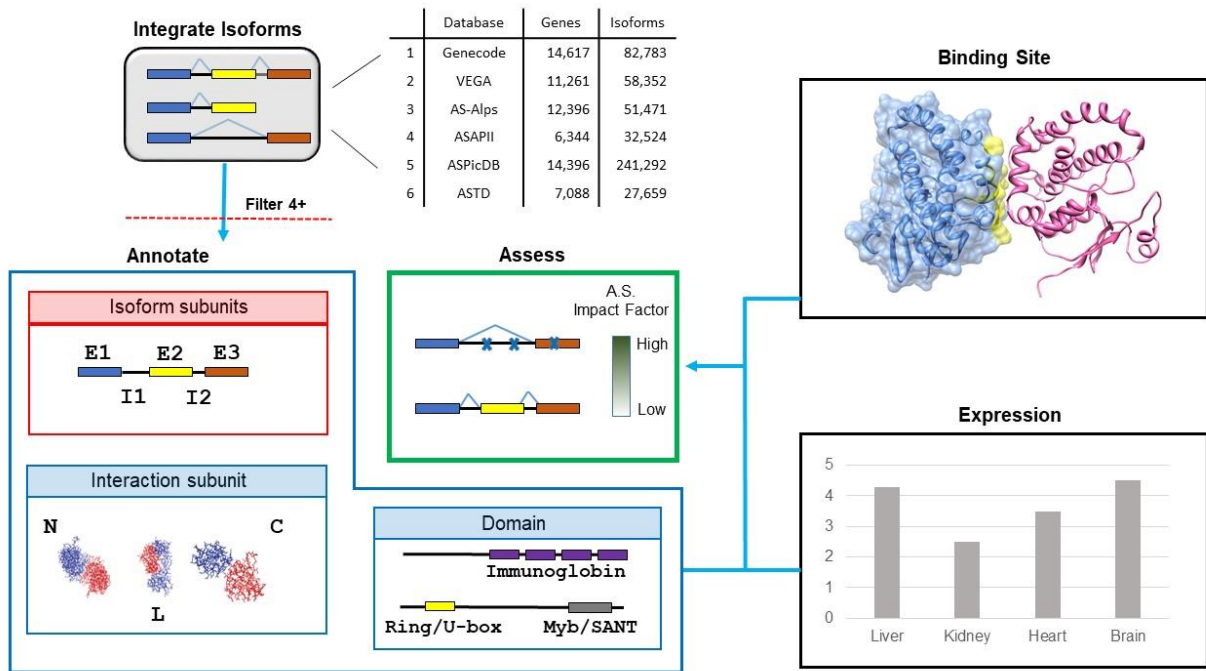 Integrate Isoforms
Database Genes Isoforms
1 Genecode 14,617 82,783
2 VEGA 11,261 58,352
3 AS-Alps 12,396 51,471
4 ASAPII 6,344 32,524
5 ASPicDB 14,396 241,292
6 ASTD 7,088 27,659
Filter 4+
Annotate
Isoform subunits
E1 E2 E3
I1 I2
Interaction subunit
N C
L
Assess
A.S.
Impact Factor
High
Low
Domain
Immunoglobin
Ring/U-box Myb/SANT
Binding Site
Expression
5
4
3
2
1
0
Liver Kidney Heart Brain